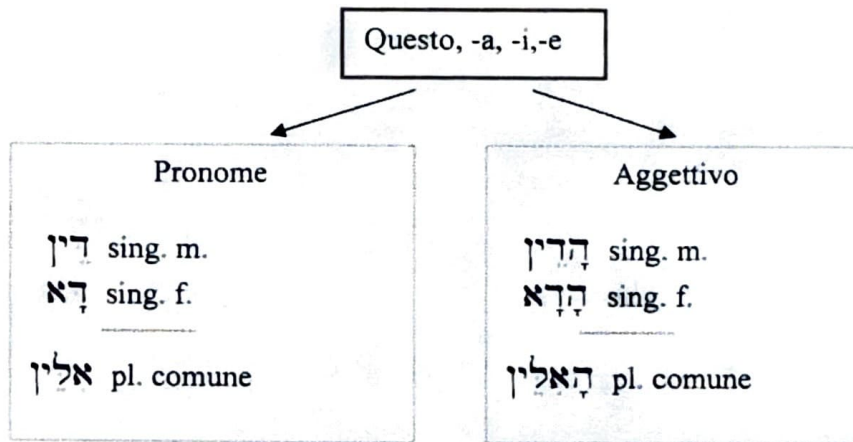 Questo, -a, -i,-e
Pronome
דֵּין sing. m.
דָּא sing. f.
אִלֵּין pl. comune
Aggettivo
הָדֵין sing. m.
הָדָא sing. f.
הָאִלֵּין pl. comune